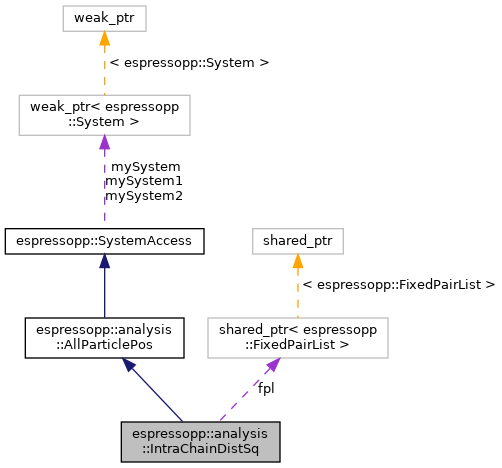 weak_ptr
< espressopp::System >
weak_ptr< espressopp
::System >
mySystem
mySystem1
mySystem2
espressopp::SystemAccess
shared_ptr
< espressopp::FixedPairList >
espressopp::analysis
::AllParticlePos
shared_ptr< espressopp
::FixedPairList >
fpl
espressopp::analysis
::IntraChainDistSq